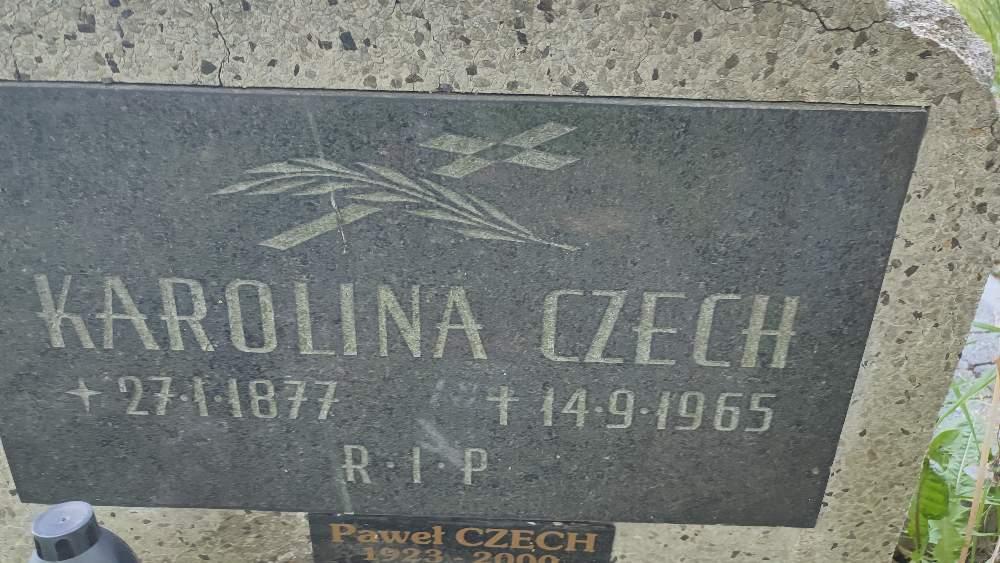 KAROLINA CZECH
27·1·1877 ✝ 14·9·1965
R·I·P
Paweł CZECH
1923 - 2000